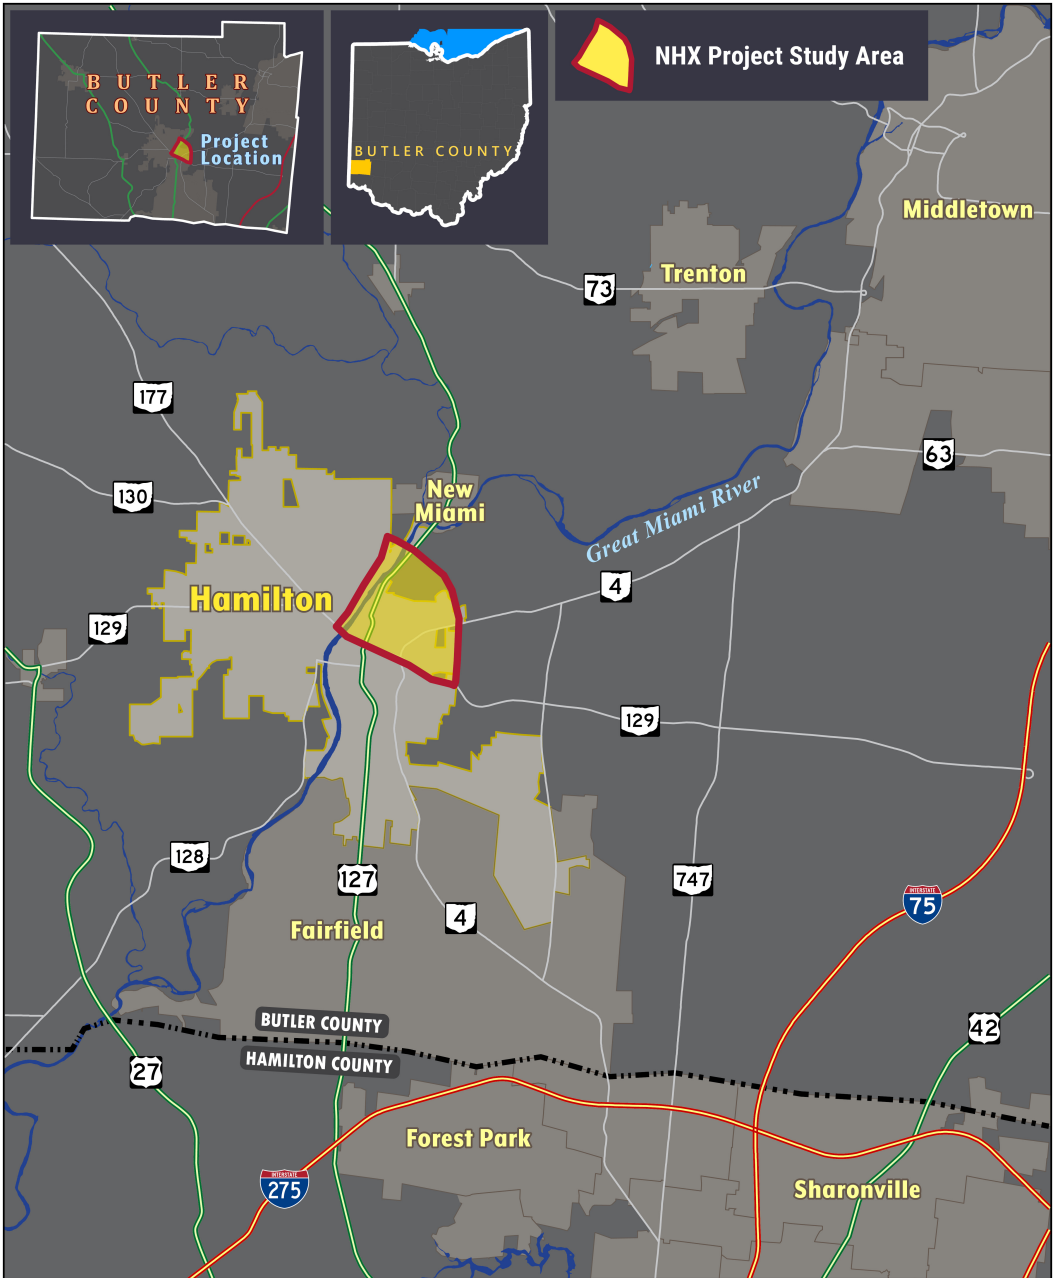 BUTLER
COUNTY
Project
Location
BUTLER COUNTY
NHX Project Study Area
Middletown
Trenton
73
177
63
130
New
Miami
Great Miami River
4
Hamilton
129
129
128
127
747
INTERSTATE
75
4
Fairfield
BUTLER COUNTY
42
HAMILTON COUNTY
27
Forest Park
INTERSTATE
275
Sharonville